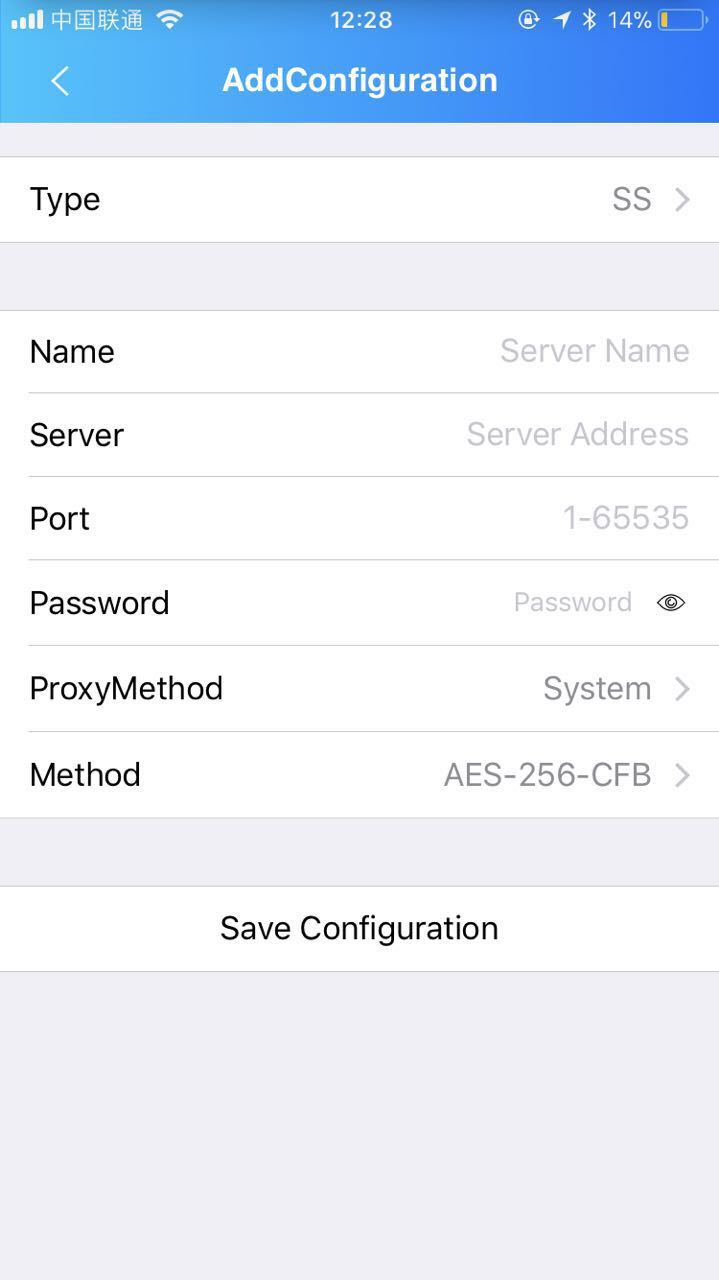 中国联通 12:28 14%
AddConfiguration
Type SS
Name Server Name
Server Server Address
Port 1-65535
Password Password
ProxyMethod System
Method AES-256-CFB
Save Configuration